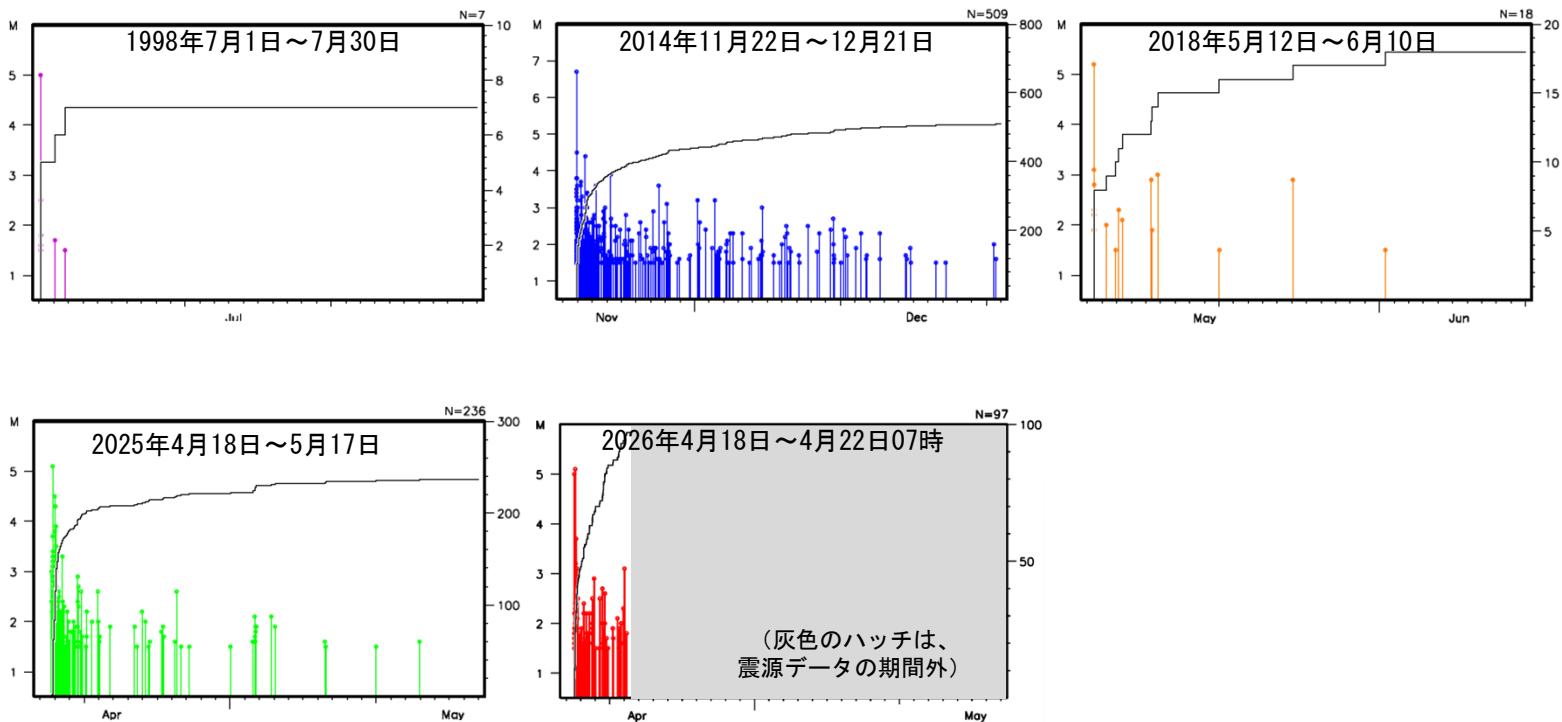 N=7
M
10
1998年7月1日～7月30日
5
8
4
6
3
4
2
2
1
Jul
N=509
M
800
2014年11月22日～12月21日
7
6
600
5
4
400
3
2
200
1
Nov Dec
N=18
M
20
2018年5月12日～6月10日
5
15
4
3
10
2
5
1
May Jun
N=236
M
300
2025年4月18日～5月17日
5
4
200
3
2
100
1
Apr May
N=97
M
100
2026年4月18日～4月22日07時
5
4
3
50
2
1
（灰色のハッチは、
震源データの期間外）
Apr May